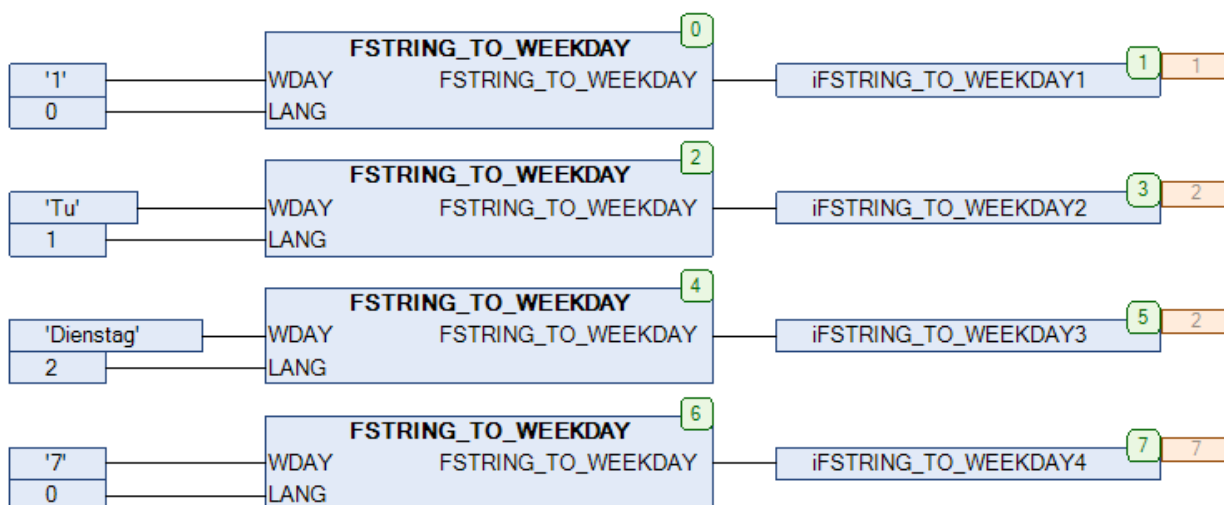 0
FSTRING_TO_WEEKDAY
'1' WDAY FSTRING_TO_WEEKDAY iFSTRING_TO_WEEKDAY1 1 1
0 LANG
2
FSTRING_TO_WEEKDAY
'Tu' WDAY FSTRING_TO_WEEKDAY iFSTRING_TO_WEEKDAY2 3 2
1 LANG
4
FSTRING_TO_WEEKDAY
'Dienstag' WDAY FSTRING_TO_WEEKDAY iFSTRING_TO_WEEKDAY3 5 2
2 LANG
6
FSTRING_TO_WEEKDAY
'7' WDAY FSTRING_TO_WEEKDAY iFSTRING_TO_WEEKDAY4 7 7
0 LANG